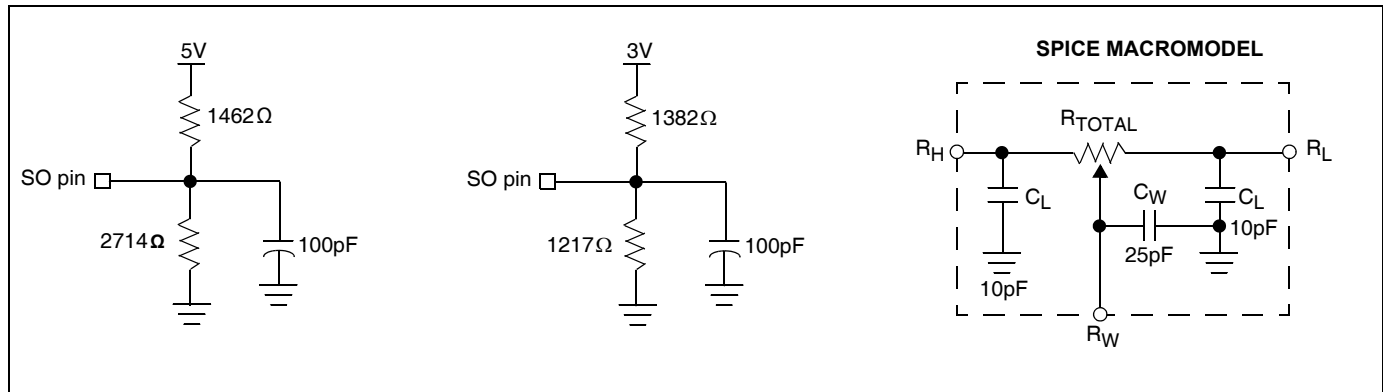 5V
1462Ω
SO pin
2714Ω
100pF
3V
1382Ω
SO pin
1217Ω
100pF
SPICE MACROMODEL
RTOTAL
RH
RL
CL
CW
CL
10pF
25pF
10pF
RW